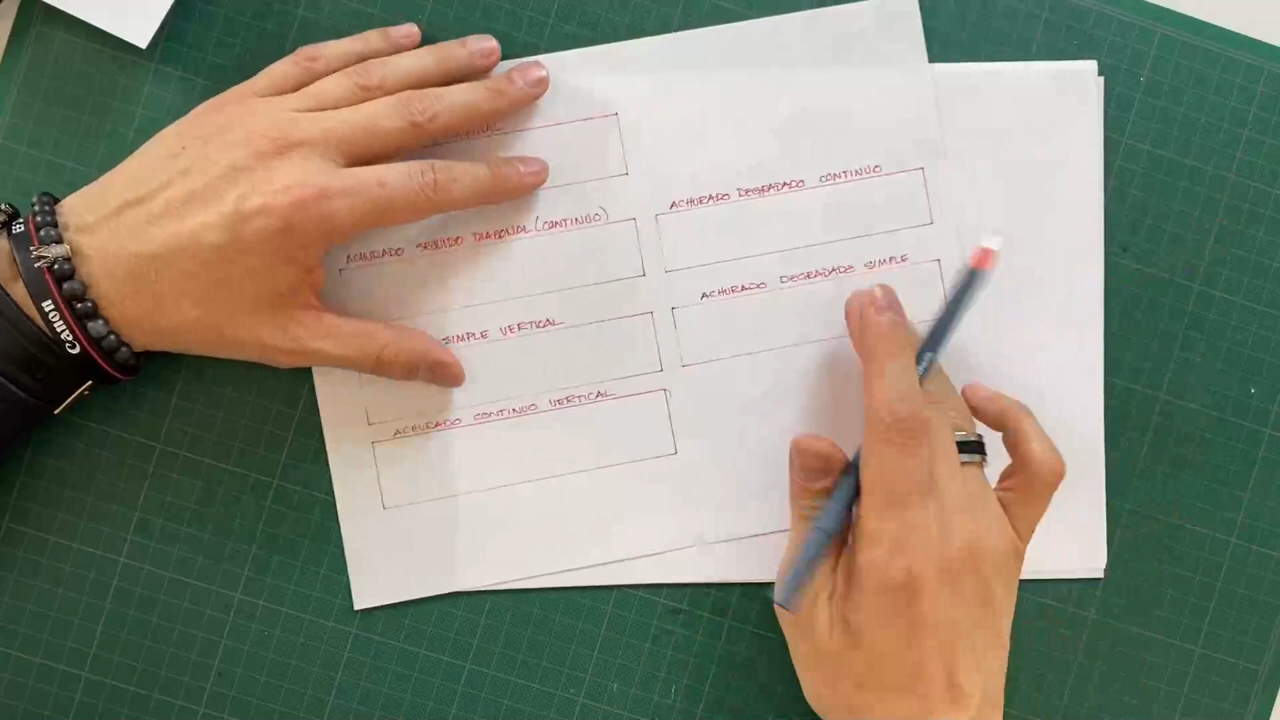 ACHURADO SEGUIDO DIAGONAL (CONTINUO)
SIMPLE VERTICAL
ACHURADO CONTINUO VERTICAL
ACHURADO DEGRADADO CONTINUO
ACHURADO DEGRADADO SIMPLE
Canon